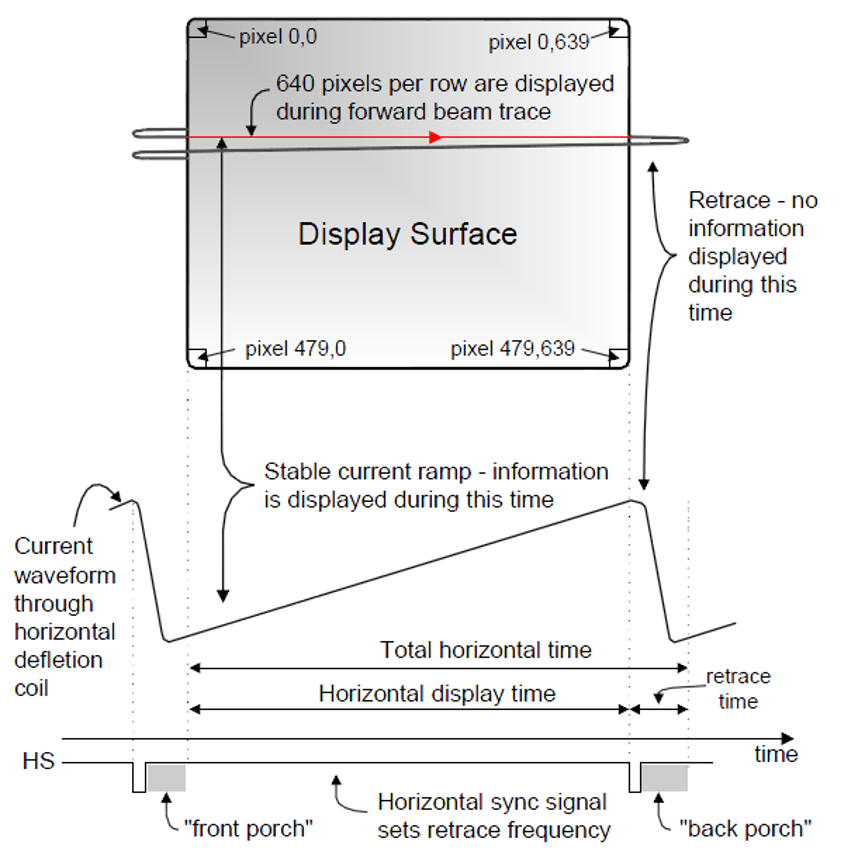 pixel 0,0
pixel 0,639
640 pixels per row are displayed
during forward beam trace
Display Surface
Retrace - no
information
displayed
during this
time
pixel 479,0
pixel 479,639
Stable current ramp - information
is displayed during this time
Current
waveform
through
horizontal
defletion
coil
Total horizontal time
Horizontal display time
retrace
time
HS
time
"front porch"
Horizontal sync signal
sets retrace frequency
"back porch"